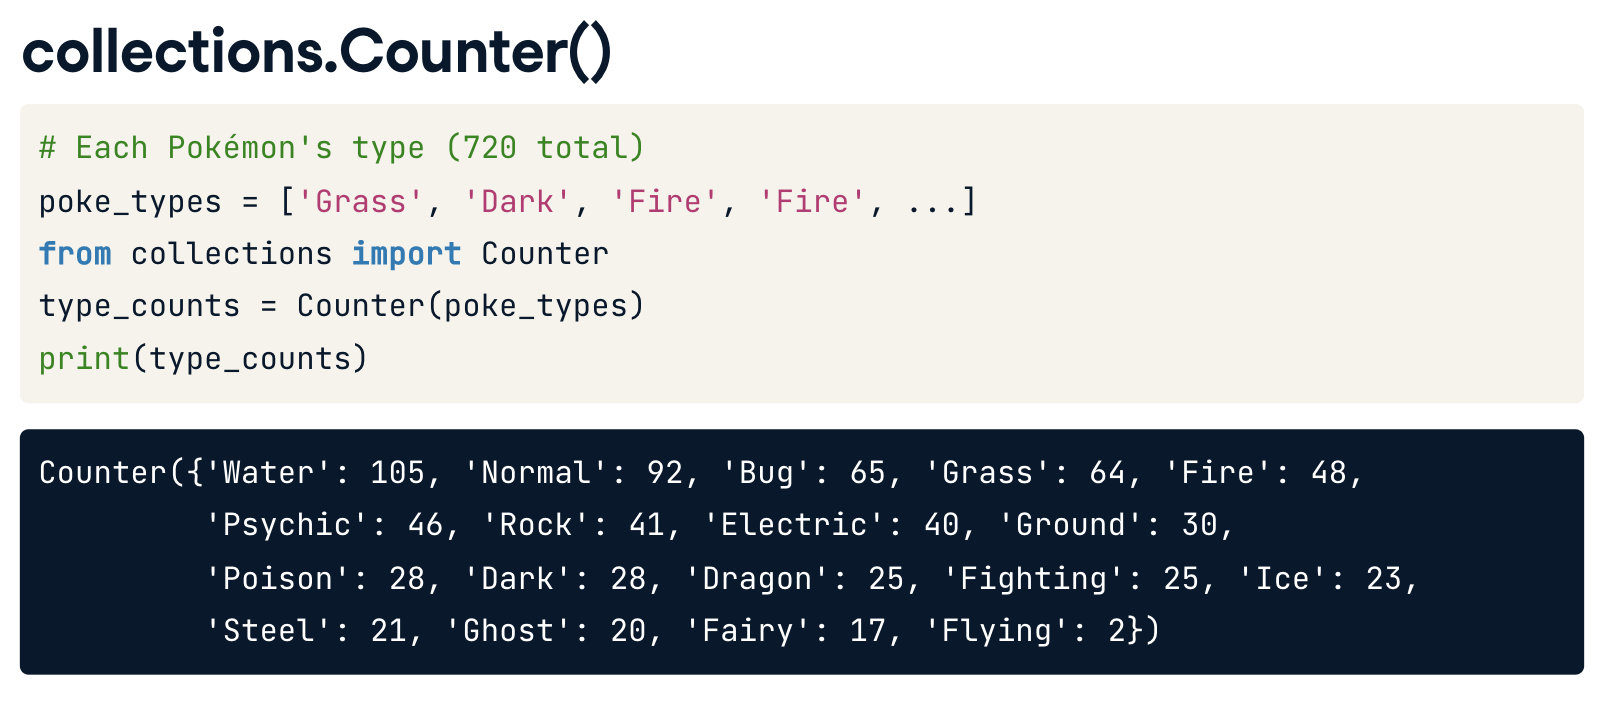 collections.Counter()
# Each Pokémon's type (720 total)
poke_types = ['Grass', 'Dark', 'Fire', 'Fire', ...]
from collections import Counter
type_counts = Counter(poke_types)
print(type_counts)
Counter({'Water': 105, 'Normal': 92, 'Bug': 65, 'Grass': 64, 'Fire': 48,
'Psychic': 46, 'Rock': 41, 'Electric': 40, 'Ground': 30,
'Poison': 28, 'Dark': 28, 'Dragon': 25, 'Fighting': 25, 'Ice': 23,
'Steel': 21, 'Ghost': 20, 'Fairy': 17, 'Flying': 2})